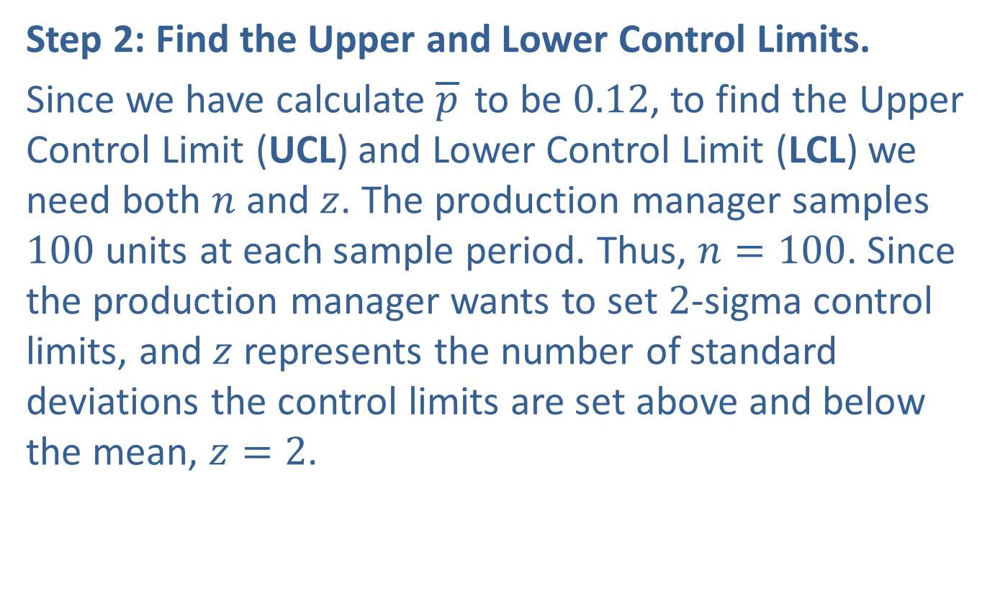 Step 2: Find the Upper and Lower Control Limits.
Since we have calculate p̅ to be 0.12, to find the Upper
Control Limit (UCL) and Lower Control Limit (LCL) we
need both n and z. The production manager samples
100 units at each sample period. Thus, n = 100. Since
the production manager wants to set 2-sigma control
limits, and z represents the number of standard
deviations the control limits are set above and below
the mean, z = 2.